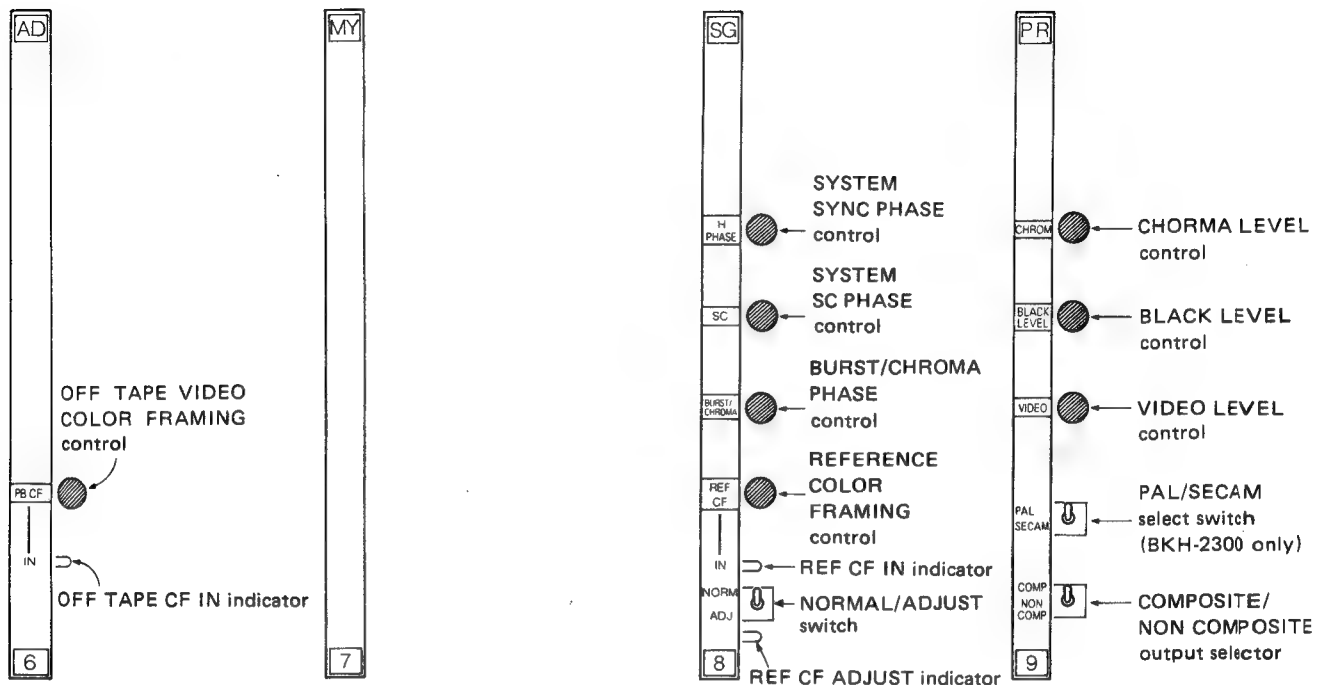 AD
OFF TAPE VIDEO
COLOR FRAMING
control
PB CF
IN
OFF TAPE CF IN indicator
6
MY
7
SG
H
PHASE
SYSTEM
SYNC PHASE
control
SC
SYSTEM
SC PHASE
control
BURST/
CHROMA
BURST/CHROMA
PHASE
control
REF
CF
REFERENCE
COLOR
FRAMING
control
IN
REF CF IN indicator
NORM
ADJ
NORMAL/ADJUST
switch
8
REF CF ADJUST indicator
PR
CHROM
CHORMA LEVEL
control
BLACK
LEVEL
BLACK LEVEL
control
VIDEO
VIDEO LEVEL
control
PAL
SECAM
PAL/SECAM
select switch
(BKH-2300 only)
COMP
NON
COMP
COMPOSITE/
NON COMPOSITE
output selector
9